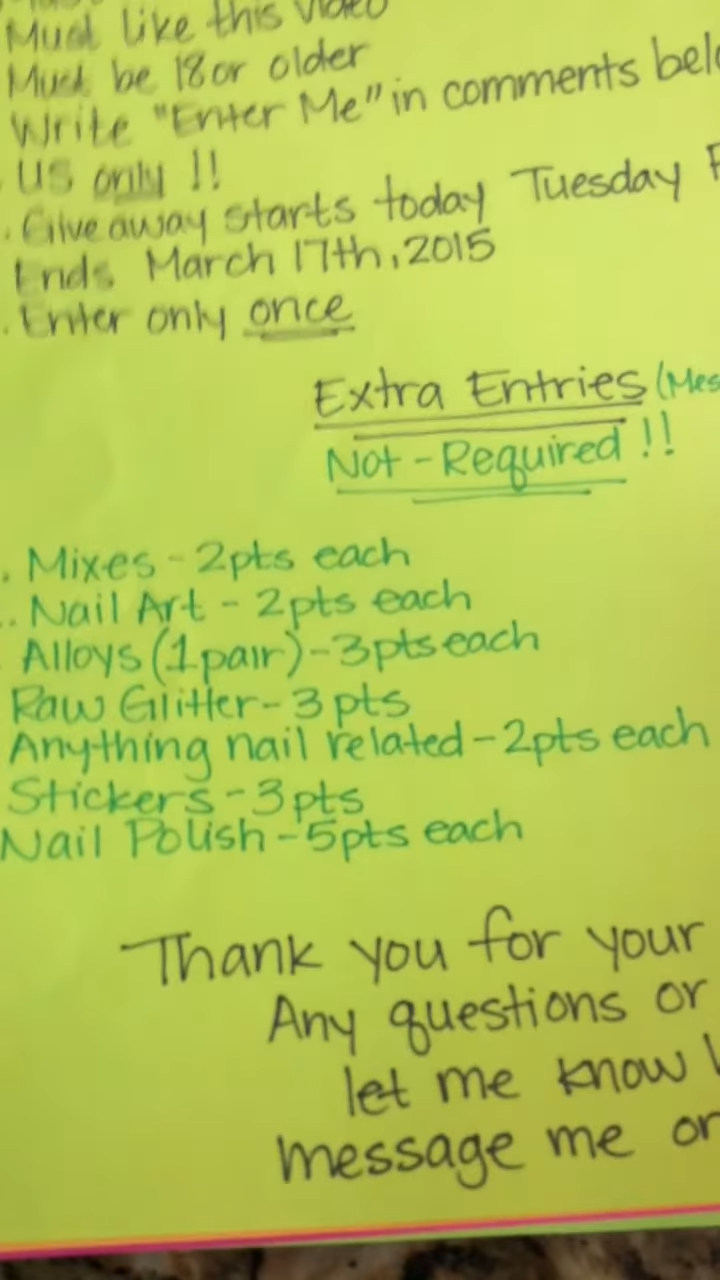 Must like this video
Must be 18 or older
Write "Enter Me" in comments
US only !!
. Giveaway starts today Tuesday
Ends March 17th, 2015
. Enter only once
Extra Entries
Not - Required !!
. Mixes - 2pts each
.. Nail Art - 2pts each
Alloys (1 pair) - 3pts each
Raw Glitter - 3 pts
Anything nail related - 2pts each
Stickers - 3pts
Nail Polish - 5pts each
Thank you for your
Any questions or
let me know
message me or